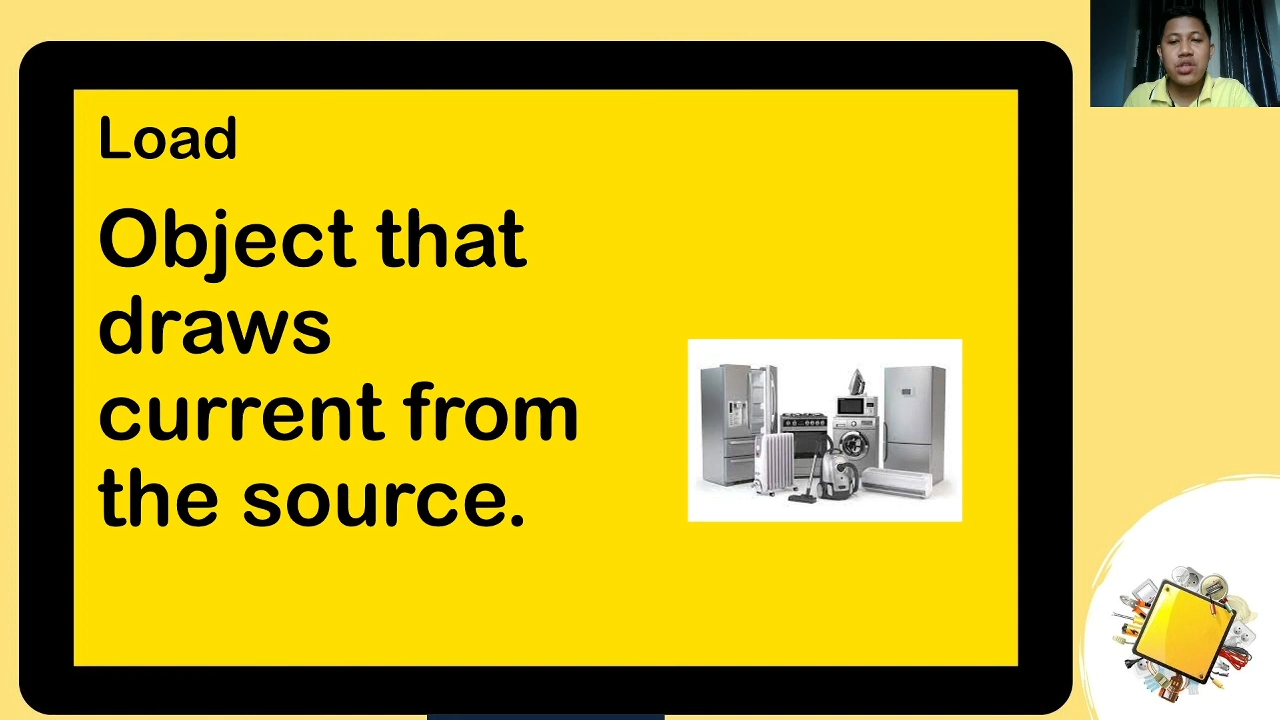 Load
Object that
draws
current from
the source.